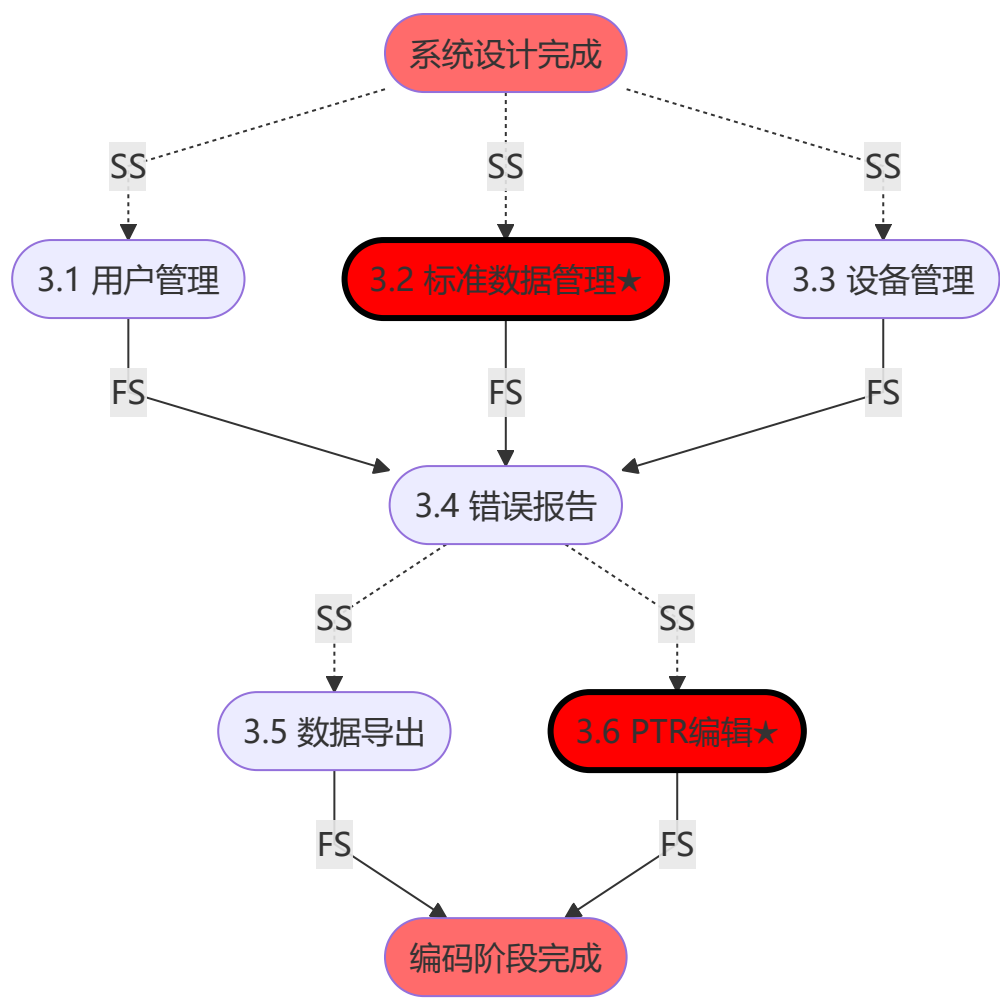 系统设计完成
SS
SS
SS
3.1 用户管理
3.2 标准数据管理★
3.3 设备管理
FS
FS
FS
3.4 错误报告
SS
SS
3.5 数据导出
3.6 PTR编辑★
FS
FS
编码阶段完成